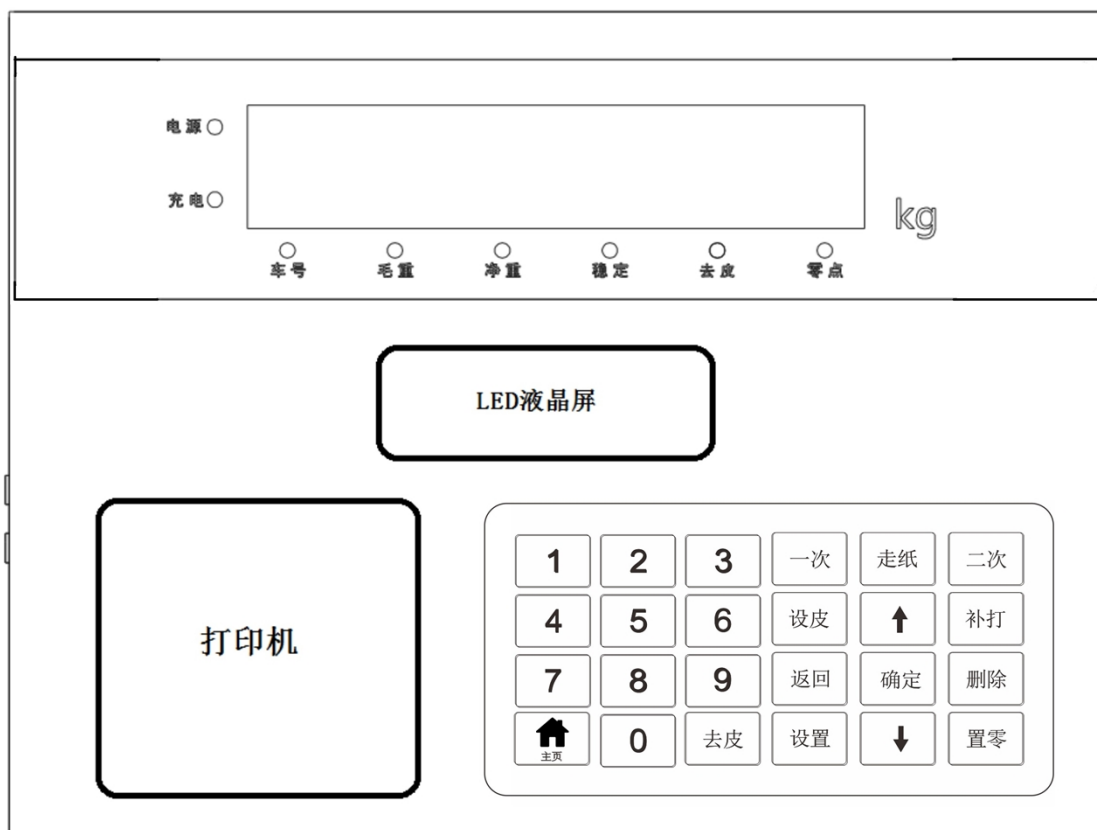 电源
充电
kg
车号 毛重 净重 稳定 去皮 零点
LED液晶屏
打印机
1 2 3 一次 走纸 二次
4 5 6 设皮 ↑ 补打
7 8 9 返回 确定 删除
主页 0 去皮 设置 ↓ 置零